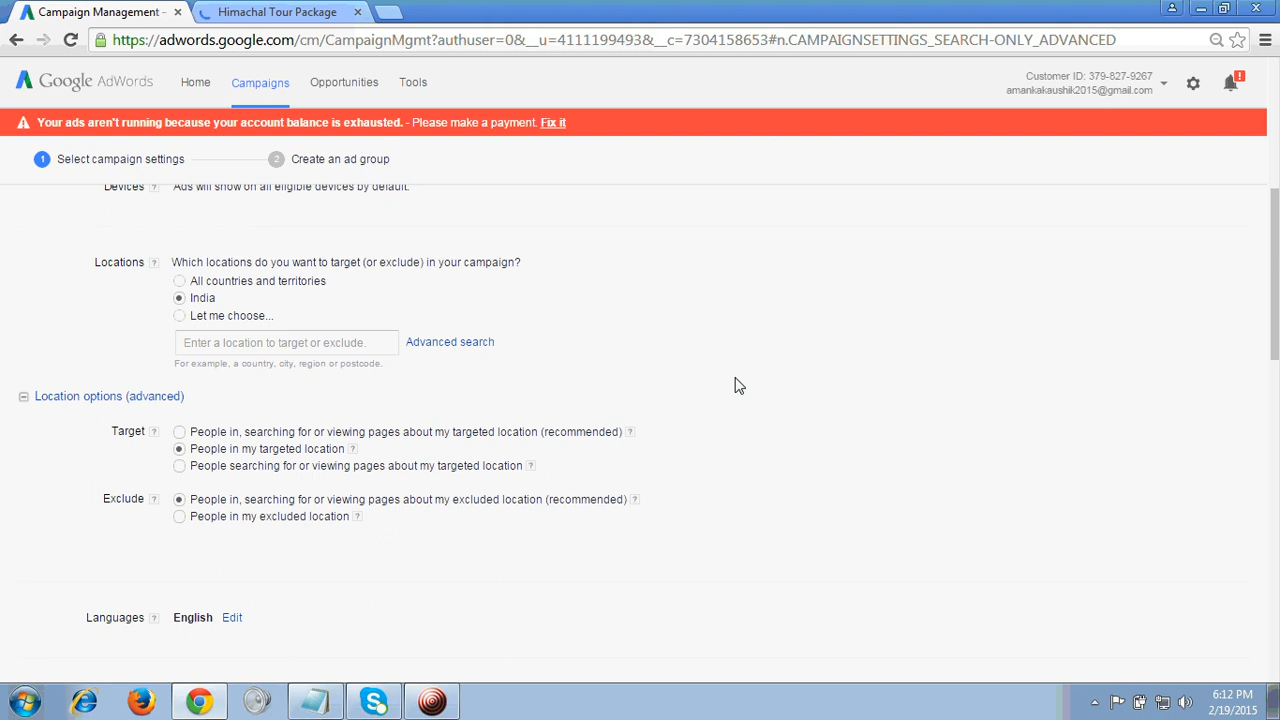 Campaign Management -
Himachal Tour Package
https://adwords.google.com/cm/CampaignMgmt?authuser=0&__u=4111199493&__c=7304158653#n.CAMPAIGNSETTINGS_SEARCH-ONLY_ADVANCED
Google AdWords
Home
Campaigns
Opportunities
Tools
Customer ID: 379-827-9267
amankakaushik2015@gmail.com
!
Your ads aren't running because your account balance is exhausted. - Please make a payment. Fix it
1 Select campaign settings
2 Create an ad group
Devices ? Ads will show on all eligible devices by default.
Locations ? Which locations do you want to target (or exclude) in your campaign?
All countries and territories
India
Let me choose...
Enter a location to target or exclude. Advanced search
For example, a country, city, region or postcode.
Location options (advanced)
Target ? People in, searching for or viewing pages about my targeted location (recommended) ?
People in my targeted location ?
People searching for or viewing pages about my targeted location ?
Exclude ? People in, searching for or viewing pages about my excluded location (recommended) ?
People in my excluded location ?
Languages ? English Edit
6:12 PM
2/19/2015